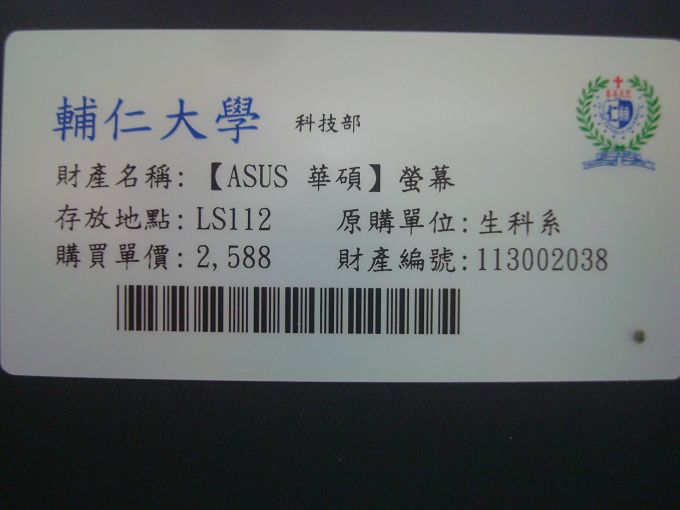 輔仁大學 科技部
財產名稱:【ASUS 華碩】螢幕
存放地點:LS112 原購單位:生科系
購買單價:2,588 財產編號:113002038